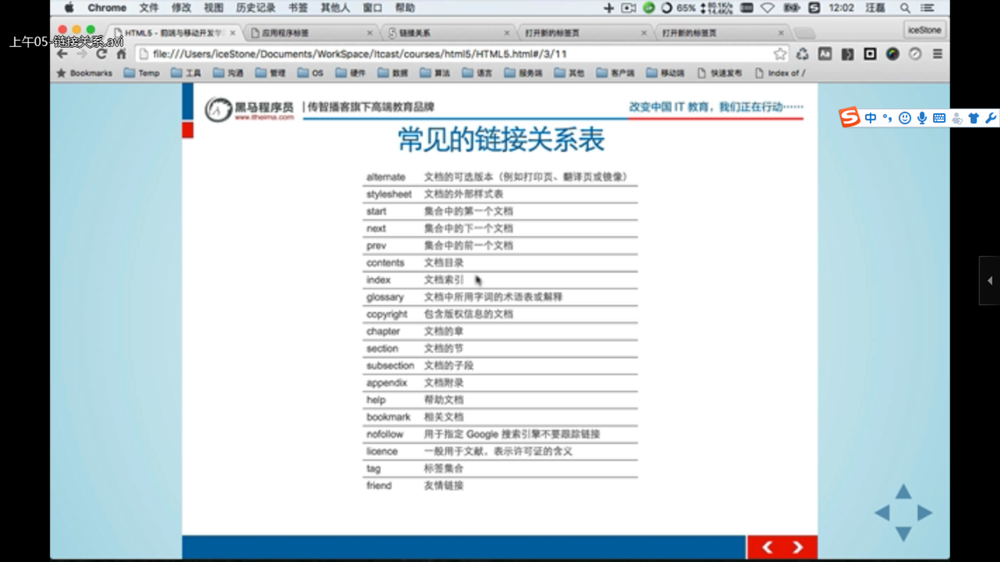 Chrome 文件 修改 视图 历史记录 书签 其他人 窗口 帮助 65% 12:02 汪磊
HTML5 - 前端与移动开发学 应用程序标签 链接关系 打开新的标签页 打开新的标签页 iceStone
上午05-链接关系.avi
file:///Users/iceStone/Documents/WorkSpace/Itcast/courses/html5/HTML5.html#/3/11
Bookmarks Temp 工具 沟通 管理 OS 硬件 数据 算法 语言 服务端 其他 客户端 移动端 快速发布 Index of /
黑马程序员 | 传智播客旗下高端教育品牌 改变中国 IT 教育，我们正在行动……
www.itheima.com
中
常见的链接关系表
alternate 文档的可选版本（例如打印页、翻译页或镜像）
stylesheet 文档的外部样式表
start 集合中的第一个文档
next 集合中的下一个文档
prev 集合中的前一个文档
contents 文档目录
index 文档索引
glossary 文档中所用字词的术语表或解释
copyright 包含版权信息的文档
chapter 文档的章
section 文档的节
subsection 文档的子段
appendix 文档附录
help 帮助文档
bookmark 相关文档
nofollow 用于指定 Google 搜索引擎不要跟踪链接
licence 一般用于文献，表示许可证的含义
tag 标签集合
friend 友情链接